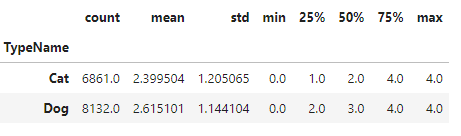 count mean std min 25% 50% 75% max
TypeName
Cat 6861.0 2.399504 1.205065 0.0 1.0 2.0 4.0 4.0
Dog 8132.0 2.615101 1.144104 0.0 2.0 3.0 4.0 4.0